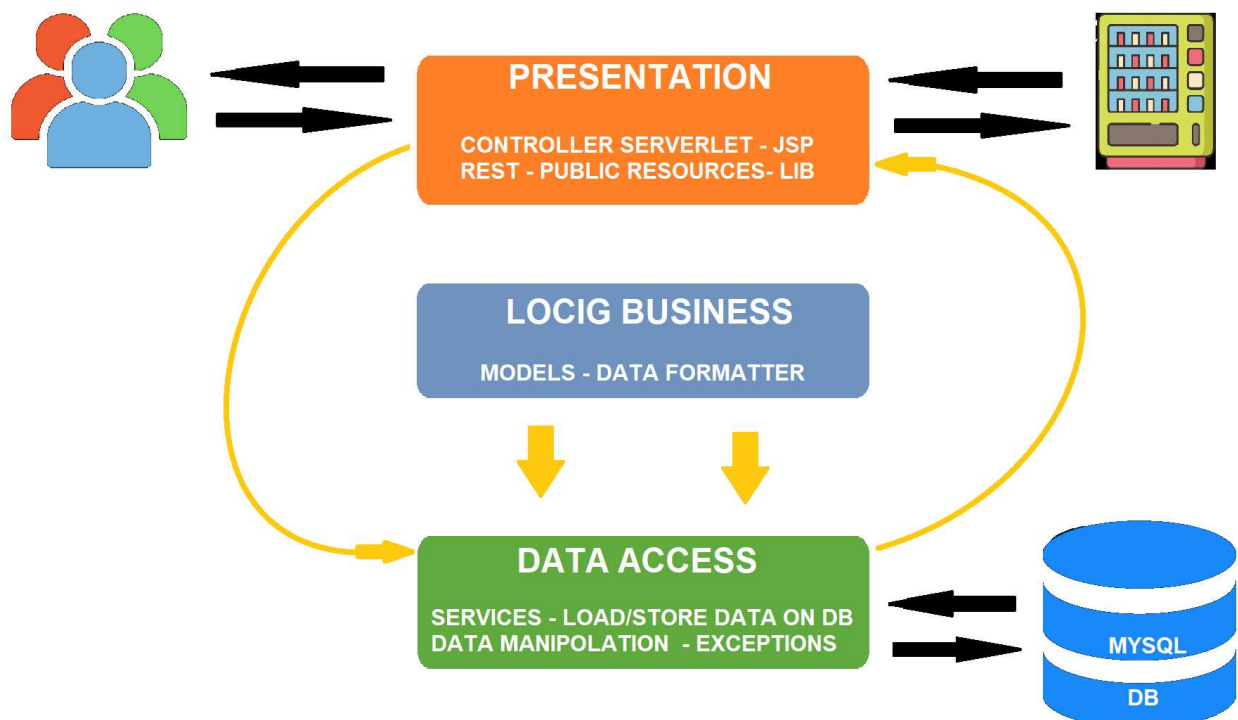 PRESENTATION
CONTROLLER SERVERLET - JSP
REST - PUBLIC RESOURCES- LIB
LOCIG BUSINESS
MODELS - DATA FORMATTER
DATA ACCESS
SERVICES - LOAD/STORE DATA ON DB
DATA MANIPOLATION - EXCEPTIONS
MYSQL
DB